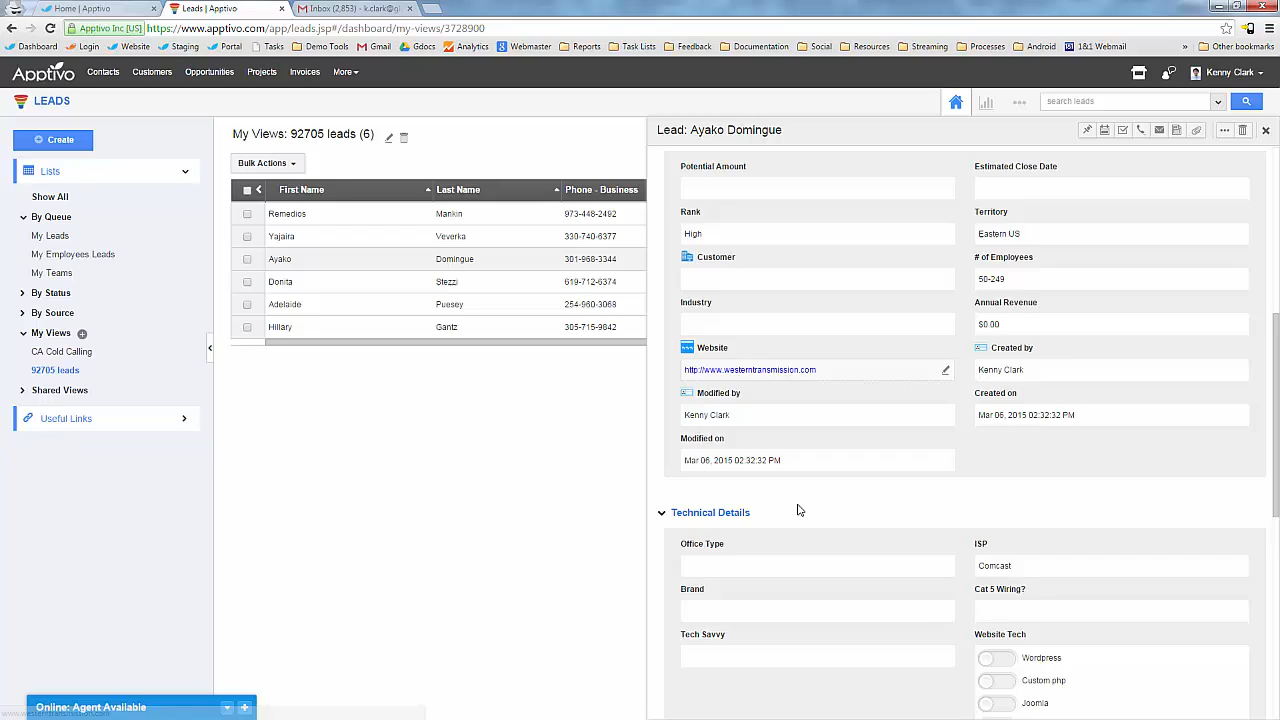 Home | Apptivo
Leads | Apptivo
Inbox (2,853) - k.clark@gl
Apptivo Inc [US]
https://www.apptivo.com/app/leads.jsp#/dashboard/my-views/3728900
Dashboard Login Website Staging Portal Tasks Demo Tools Gmail Gdocs Analytics Webmaster Reports Task Lists Feedback Documentation Social Resources Streaming Processes Android 1&1 Webmail » Other bookmarks
Apptivo Contacts Customers Opportunities Projects Invoices More Kenny Clark
LEADS
search leads
Create
Lists
Show All
By Queue
My Leads
My Employees Leads
My Teams
By Status
By Source
My Views
CA Cold Calling
92705 leads
Shared Views
Useful Links
My Views: 92705 leads (6)
Bulk Actions
First Name Last Name Phone - Business
Remedios Mankin 973-448-2492
Yajaira Veverka 330-740-6377
Ayako Domingue 301-968-3344
Donita Stezzi 619-712-6374
Adelaide Puesey 254-960-3068
Hillary Gantz 305-715-9842
Lead: Ayako Domingue
Potential Amount Estimated Close Date
Rank Territory
High Eastern US
Customer # of Employees
50-249
Industry Annual Revenue
$0.00
Website Created by
http://www.westerntransmission.com Kenny Clark
Modified by Created on
Kenny Clark Mar 06, 2015 02:32:32 PM
Modified on
Mar 06, 2015 02:32:32 PM
Technical Details
Office Type ISP
Comcast
Brand Cat 5 Wiring?
Tech Savvy Website Tech
Wordpress
Custom php
Joomla
Online: Agent Available